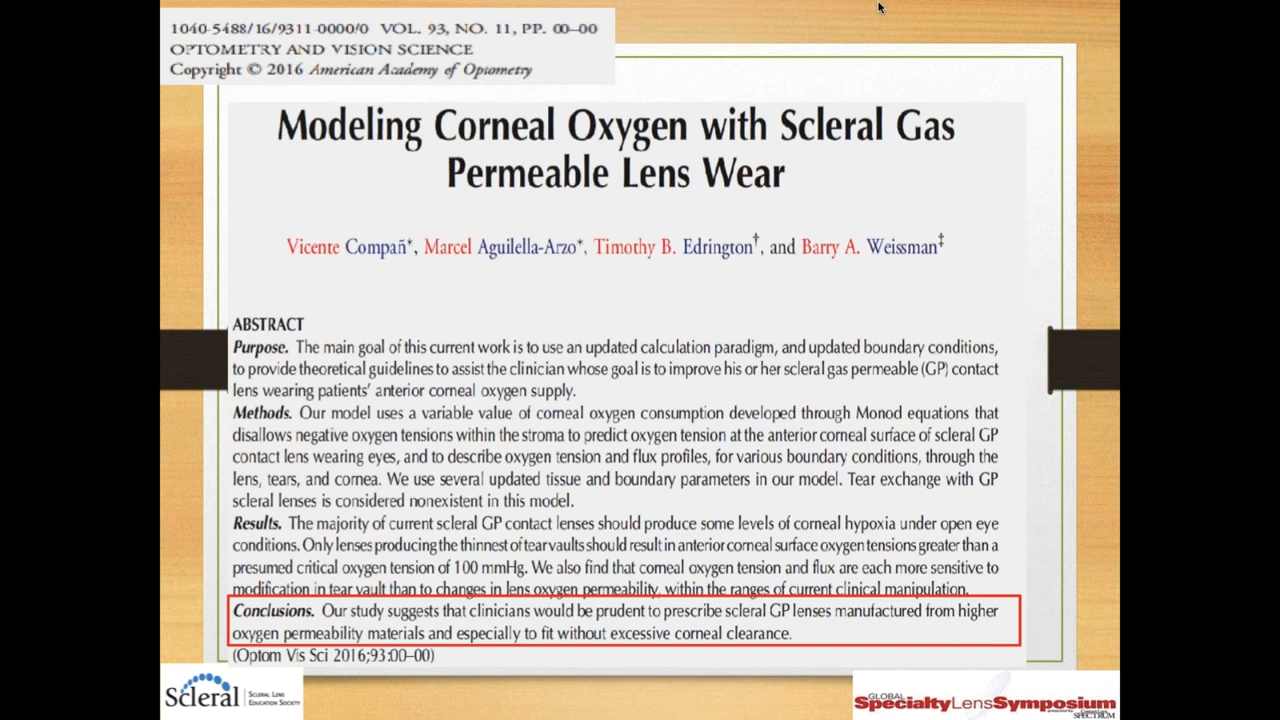 1040-5488/16/9311-0000/0 VOL. 93, NO. 11, PP. 00–00
OPTOMETRY AND VISION SCIENCE
Copyright © 2016 American Academy of Optometry
Modeling Corneal Oxygen with Scleral Gas
Permeable Lens Wear
Vicente Compañ*, Marcel Aguilella-Arzo*, Timothy B. Edrington†, and Barry A. Weissman‡
ABSTRACT
Purpose. The main goal of this current work is to use an updated calculation paradigm, and updated boundary conditions,
to provide theoretical guidelines to assist the clinician whose goal is to improve his or her scleral gas permeable (GP) contact
lens wearing patients' anterior corneal oxygen supply.
Methods. Our model uses a variable value of corneal oxygen consumption developed through Monod equations that
disallows negative oxygen tensions within the stroma to predict oxygen tension at the anterior corneal surface of scleral GP
contact lens wearing eyes, and to describe oxygen tension and flux profiles, for various boundary conditions, through the
lens, tears, and cornea. We use several updated tissue and boundary parameters in our model. Tear exchange with GP
scleral lenses is considered nonexistent in this model.
Results. The majority of current scleral GP contact lenses should produce some levels of corneal hypoxia under open eye
conditions. Only lenses producing the thinnest of tear vaults should result in anterior corneal surface oxygen tensions greater than a
presumed critical oxygen tension of 100 mmHg. We also find that corneal oxygen tension and flux are each more sensitive to
modification in tear vault than to changes in lens oxygen permeability, within the ranges of current clinical manipulation.
Conclusions. Our study suggests that clinicians would be prudent to prescribe scleral GP lenses manufactured from higher
oxygen permeability materials and especially to fit without excessive corneal clearance.
(Optom Vis Sci 2016;93:00–00)
Scleral
SCLERAL LENS
EDUCATION SOCIETY
GLOBAL
SpecialtyLensSymposium
presented by Contact Lens
SPECTRUM